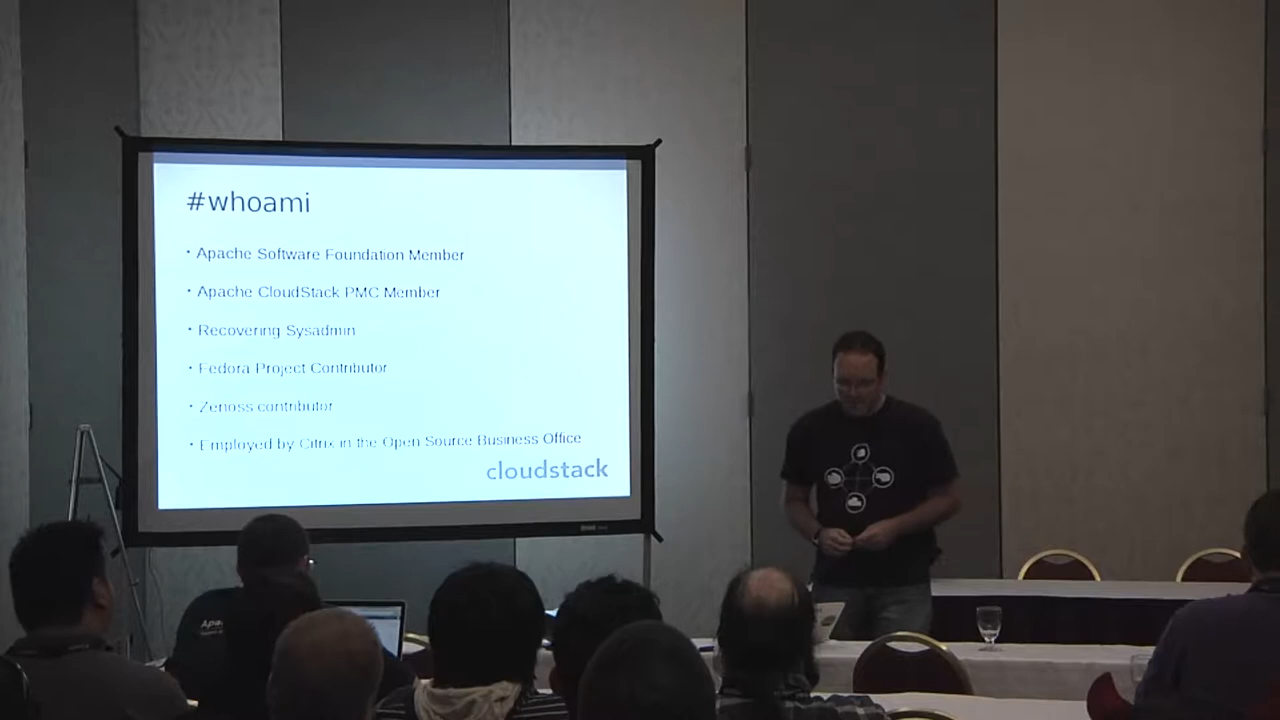 #whoami
• Apache Software Foundation Member
• Apache CloudStack PMC Member
• Recovering Sysadmin
• Fedora Project Contributor
• Zenoss contributor
• Employed by Citrix in the Open Source Business Office
cloudstack